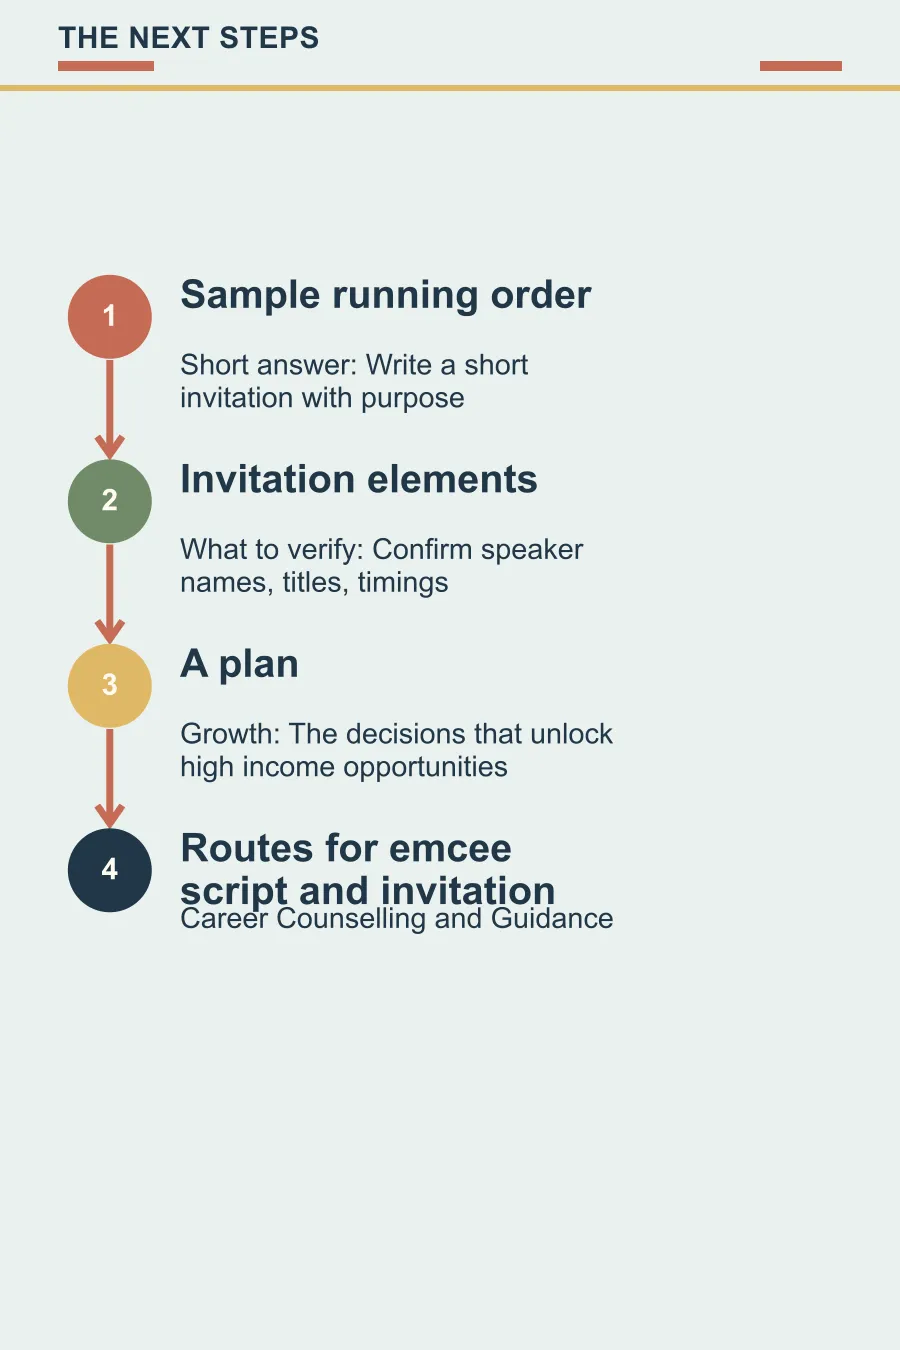 THE NEXT STEPS
1
Sample running order
Short answer: Write a short
invitation with purpose
2
Invitation elements
What to verify: Confirm speaker
names, titles, timings
3
A plan
Growth: The decisions that unlock
high income opportunities
4
Routes for emcee
script and invitation
Career Counselling and Guidance